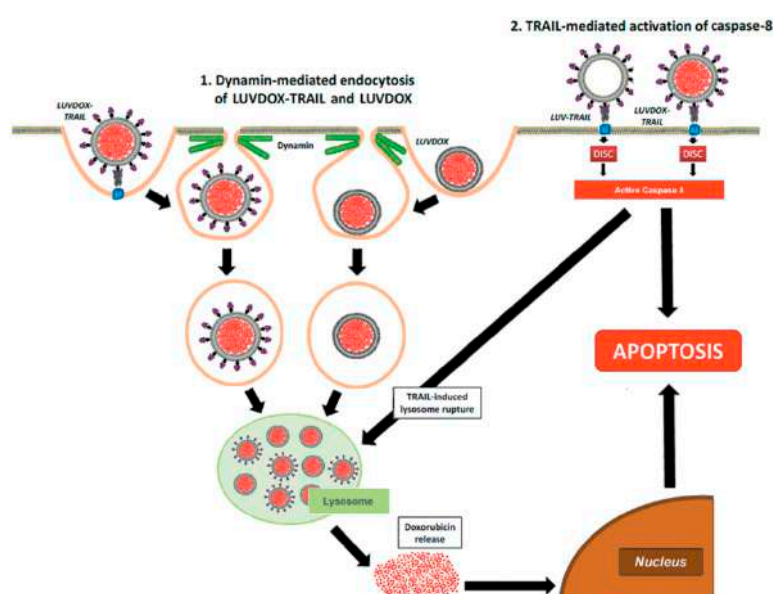 2. TRAIL-mediated activation of caspase-8
1. Dynamin-mediated endocytosis
of LUVDOX-TRAIL and LUVDOX
LUVDOX-
TRAIL
Dynamin
LUVDOX
LUV-TRAIL
LUVDOX-
TRAIL
DISC
DISC
Active Caspase 8
APOPTOSIS
TRAIL-induced
lysosome rupture
Lysosome
Doxorubicin
release
Nucleus